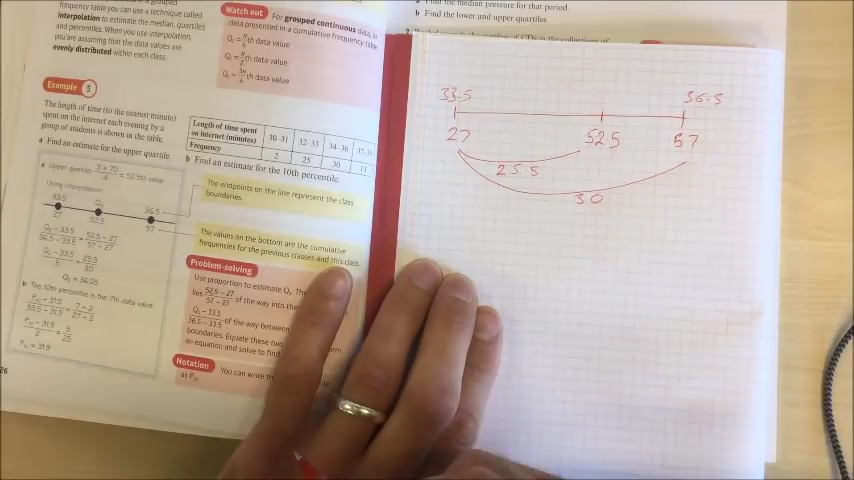 frequency table you can use a technique called
interpolation to estimate the median, quartiles
and percentiles. When you use interpolation,
you are assuming that the data values are
evenly distributed within each class.
Watch out For grouped continuous data,
data presented in a cumulative frequency table:
Q₁ = n/4 th data value
Q₂ = n/2 th data value
Q₃ = 3n/4 th data value
Example 5
The length of time (to the nearest minute)
spent on the internet each evening by a
group of students is shown in the table.
Length of time spent on internet (minutes) 30–31 32–33 34–36
Frequency 2 25 30
a Find an estimate for the upper quartile.
b Find an estimate for the 10th percentile.
a Upper quartile: 3 × 70 / 4 = 52.5th value
Using interpolation:
33.5 Q₃ 36.5
27 52.5 57
Q₃ − 33.5 / 36.5 − 33.5 = 52.5 − 27 / 57 − 27
Q₃ − 33.5 / 3 = 25.5 / 30
Q₃ = 36.05
b The 10th percentile is the 7th data value.
P₁₀ − 31.5 / 33.5 − 31.5 = 7 − 2 / 27 − 2
P₁₀ − 31.5 / 2 = 5 / 25
P₁₀ = 31.9
The endpoints on the line represent the class
boundaries.
The values on the bottom are the cumulative
frequencies for the previous classes and this class.
Problem-solving
Use proportion to estimate Q₃. The
lies 52.5 − 27 / 57 − 27 of the way into the
Q₃ − 33.5 / 36.5 − 33.5 of the way between
boundaries. Equate these two
an equation and solve to find
Notation You can write
as P₁₀.
26
a Find the median pressure for that period.
b Find the lower and upper quartiles.
33.5 36.5
27 52.5 57
25.5
30